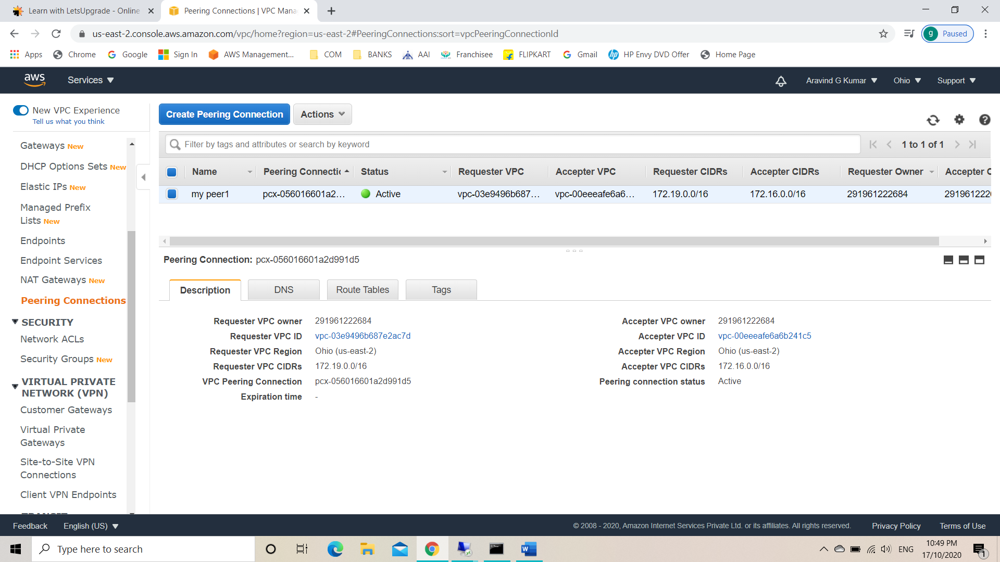 Learn with LetsUpgrade - Online
Peering Connections | VPC Mana
us-east-2.console.aws.amazon.com/vpc/home?region=us-east-2#PeeringConnections:sort=vpcPeeringConnectionId
g Paused
Apps Chrome Google Sign In AWS Management... COM BANKS AAI Franchisee FLIPKART Gmail HP Envy DVD Offer Home Page
aws Services Aravind G Kumar Ohio Support
New VPC Experience
Tell us what you think
Gateways New
DHCP Options Sets New
Elastic IPs New
Managed Prefix
Lists New
Endpoints
Endpoint Services
NAT Gateways New
Peering Connections
SECURITY
Network ACLs
Security Groups New
VIRTUAL PRIVATE
NETWORK (VPN)
Customer Gateways
Virtual Private
Gateways
Site-to-Site VPN
Connections
Client VPN Endpoints
TRANSIT
Create Peering Connection Actions
Filter by tags and attributes or search by keyword
1 to 1 of 1
Name Peering Connectic Status Requester VPC Accepter VPC Requester CIDRs Accepter CIDRs Requester Owner Accepter O
my peer1 pcx-056016601a2... Active vpc-03e9496b687... vpc-00eeeafe6a6... 172.19.0.0/16 172.16.0.0/16 291961222684 2919612226
Peering Connection: pcx-056016601a2d991d5
Description DNS Route Tables Tags
Requester VPC owner 291961222684
Requester VPC ID vpc-03e9496b687e2ac7d
Requester VPC Region Ohio (us-east-2)
Requester VPC CIDRs 172.19.0.0/16
VPC Peering Connection pcx-056016601a2d991d5
Expiration time -
Accepter VPC owner 291961222684
Accepter VPC ID vpc-00eeeafe6a6b241c5
Accepter VPC Region Ohio (us-east-2)
Accepter VPC CIDRs 172.16.0.0/16
Peering connection status Active
Feedback English (US) © 2008 - 2020, Amazon Internet Services Private Ltd. or its affiliates. All rights reserved. Privacy Policy Terms of Use
Type here to search
ENG
10:49 PM
17/10/2020
1